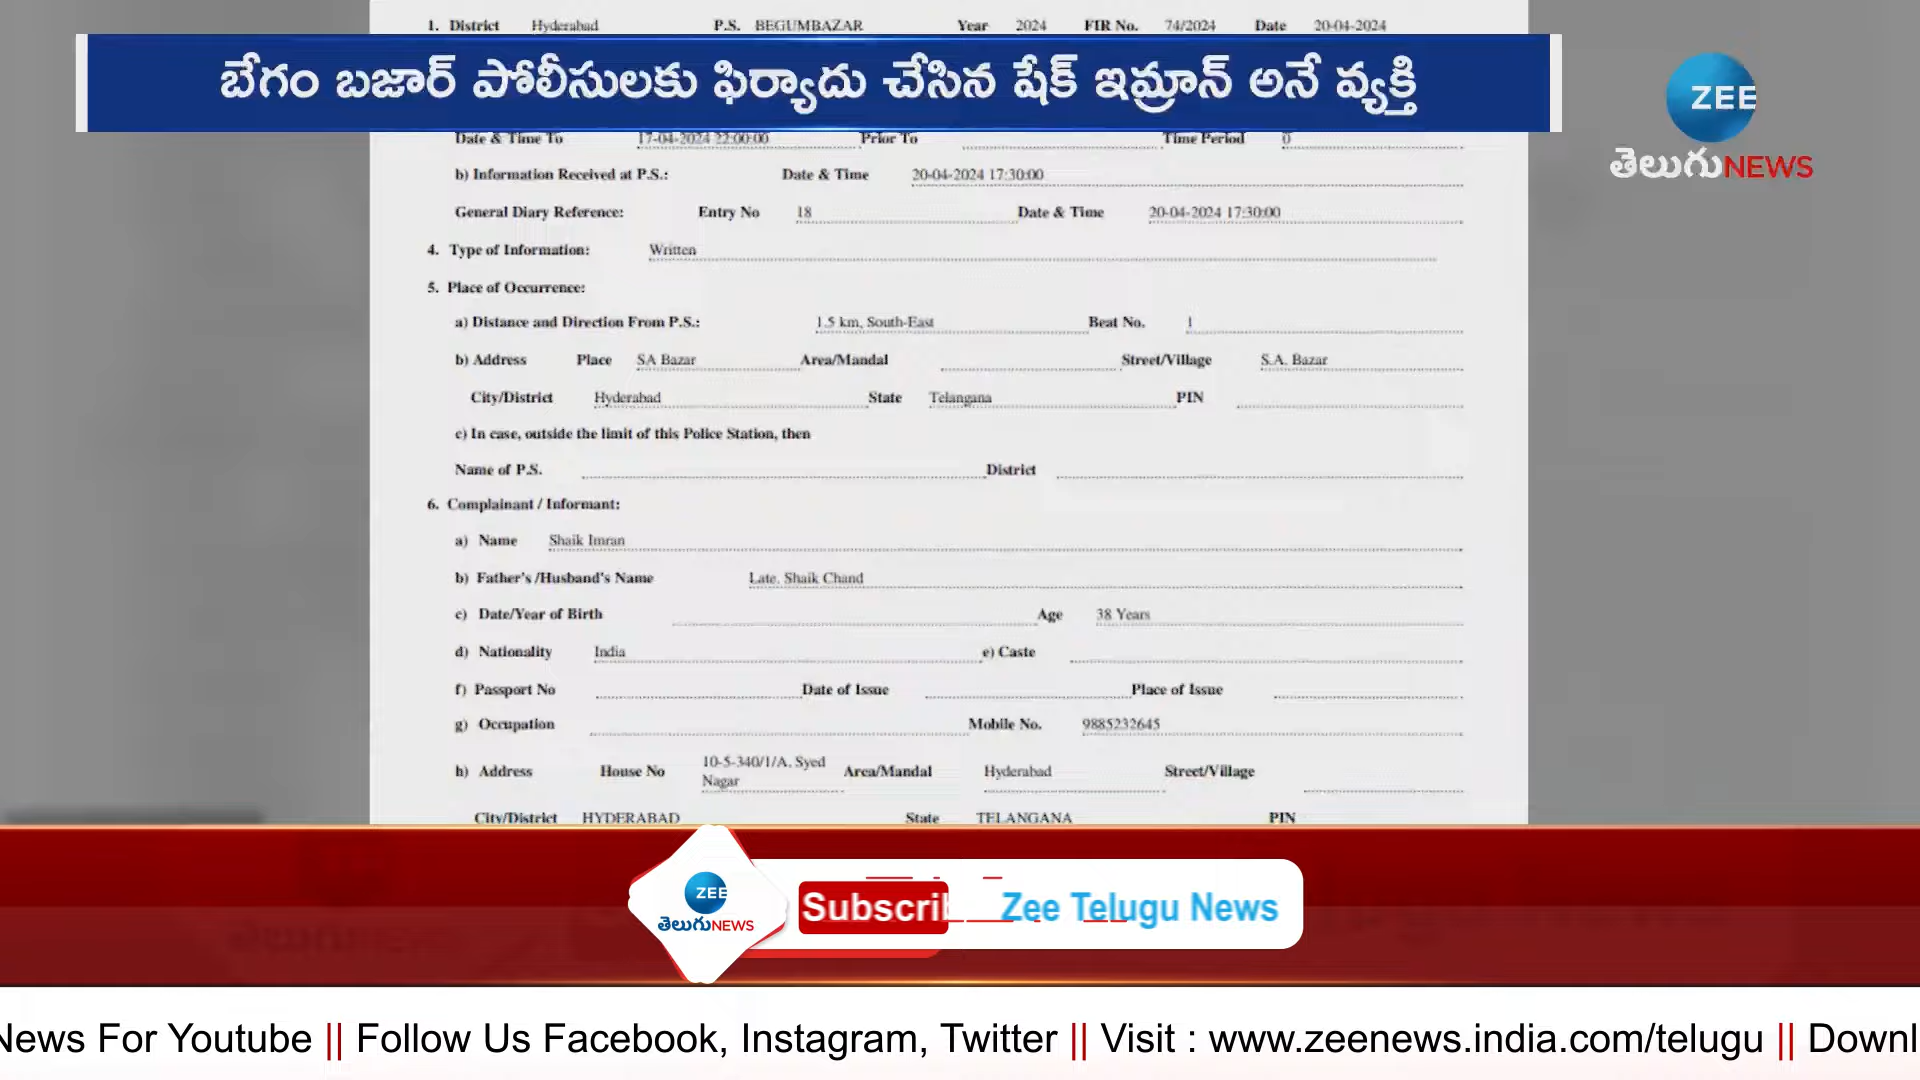 1. District Hyderabad P.S. BEGUMBAZAR Year 2024 FIR No. 74/2024 Date 20-04-2024
బేగం బజార్ పోలీసులకు ఫిర్యాదు చేసిన షేక్ ఇమ్రాన్ అనే వ్యక్తి
ZEE
తెలుగుNEWS
Date & Time To 17-04-2024 22:00:00 Prior To Time Period 0
b) Information Received at P.S.: Date & Time 20-04-2024 17:30:00
General Diary Reference: Entry No 18 Date & Time 20-04-2024 17:30:00
4. Type of Information: Written
5. Place of Occurrence:
a) Distance and Direction From P.S.: 1.5 km, South-East Beat No. 1
b) Address Place SA Bazar Area/Mandal Street/Village S.A. Bazar
City/District Hyderabad State Telangana PIN
c) In case, outside the limit of this Police Station, then
Name of P.S. District
6. Complainant / Informant:
a) Name Shaik Imran
b) Father's /Husband's Name Late. Shaik Chand
c) Date/Year of Birth Age 38 Years
d) Nationality India e) Caste
f) Passport No Date of Issue Place of Issue
g) Occupation Mobile No. 9885232645
h) Address House No 10-5-340/1/A, Syed Nagar Area/Mandal Hyderabad Street/Village
City/District HYDERABAD State TELANGANA PIN
ZEE
తెలుగుNEWS
Subscri Zee Telugu News
News For Youtube || Follow Us Facebook, Instagram, Twitter || Visit : www.zeenews.india.com/telugu || Downl